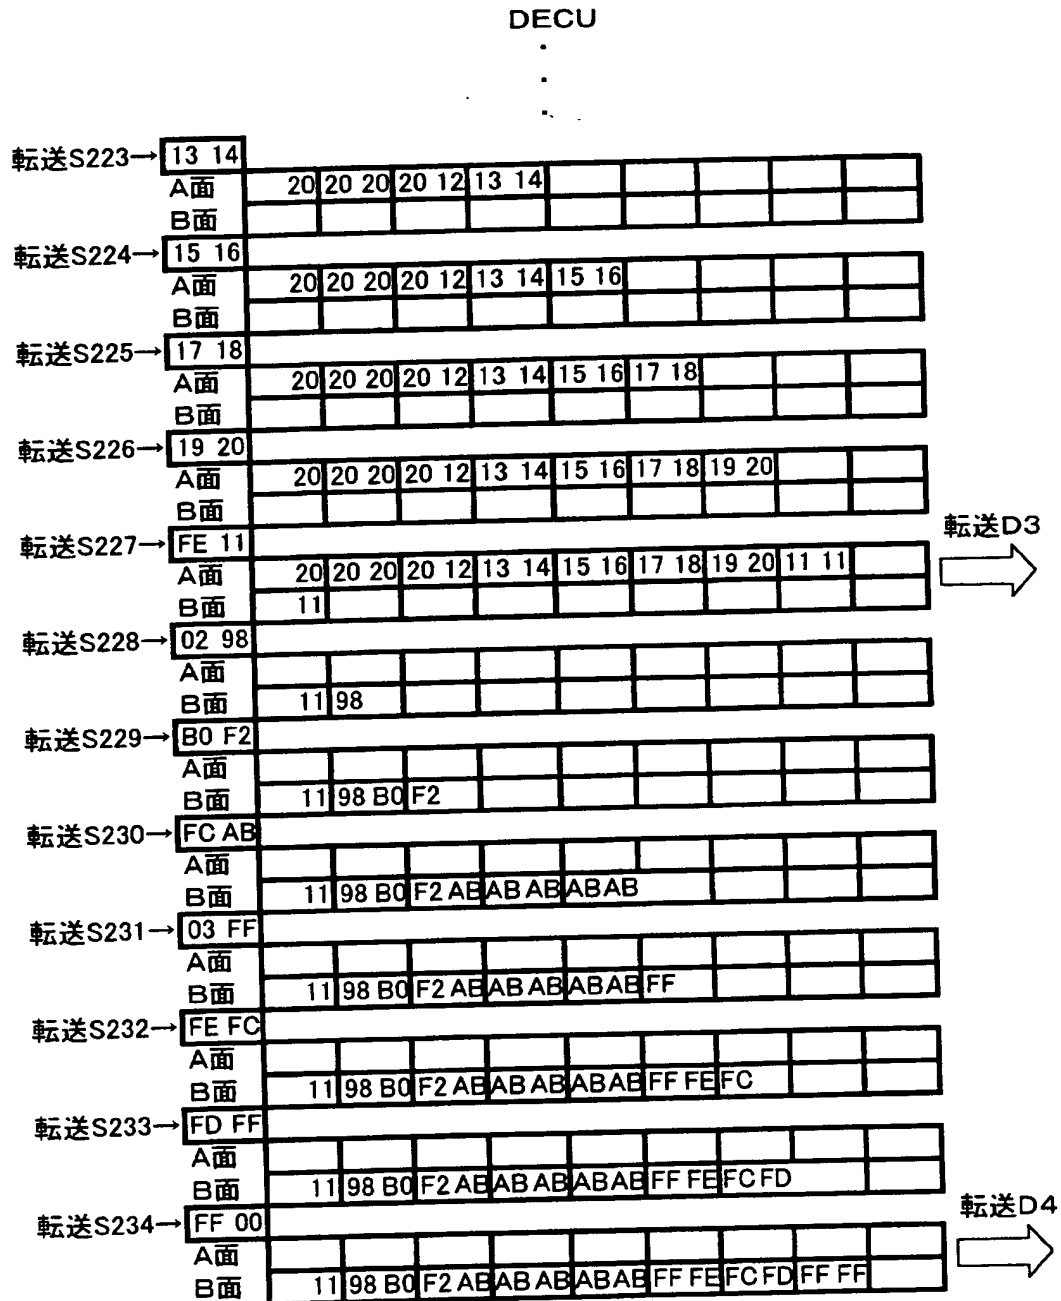 DECU
転送S223→ 13 14
A面 20 20 20 20 12 13 14
B面
転送S224→ 15 16
A面 20 20 20 20 12 13 14 15 16
B面
転送S225→ 17 18
A面 20 20 20 20 12 13 14 15 16 17 18
B面
転送S226→ 19 20
A面 20 20 20 20 12 13 14 15 16 17 18 19 20
B面
転送S227→ FE 11
転送D3
A面 20 20 20 20 12 13 14 15 16 17 18 19 20 11 11
B面 11
転送S228→ 02 98
A面
B面 11 98
転送S229→ B0 F2
A面
B面 11 98 B0 F2
転送S230→ FC AB
A面
B面 11 98 B0 F2 AB AB AB AB AB
転送S231→ 03 FF
A面
B面 11 98 B0 F2 AB AB AB AB AB FF
転送S232→ FE FC
A面
B面 11 98 B0 F2 AB AB AB AB AB FF FE FC
転送S233→ FD FF
A面
B面 11 98 B0 F2 AB AB AB AB AB FF FE FC FD
転送S234→ FF 00
転送D4
A面
B面 11 98 B0 F2 AB AB AB AB AB FF FE FC FD FF FF